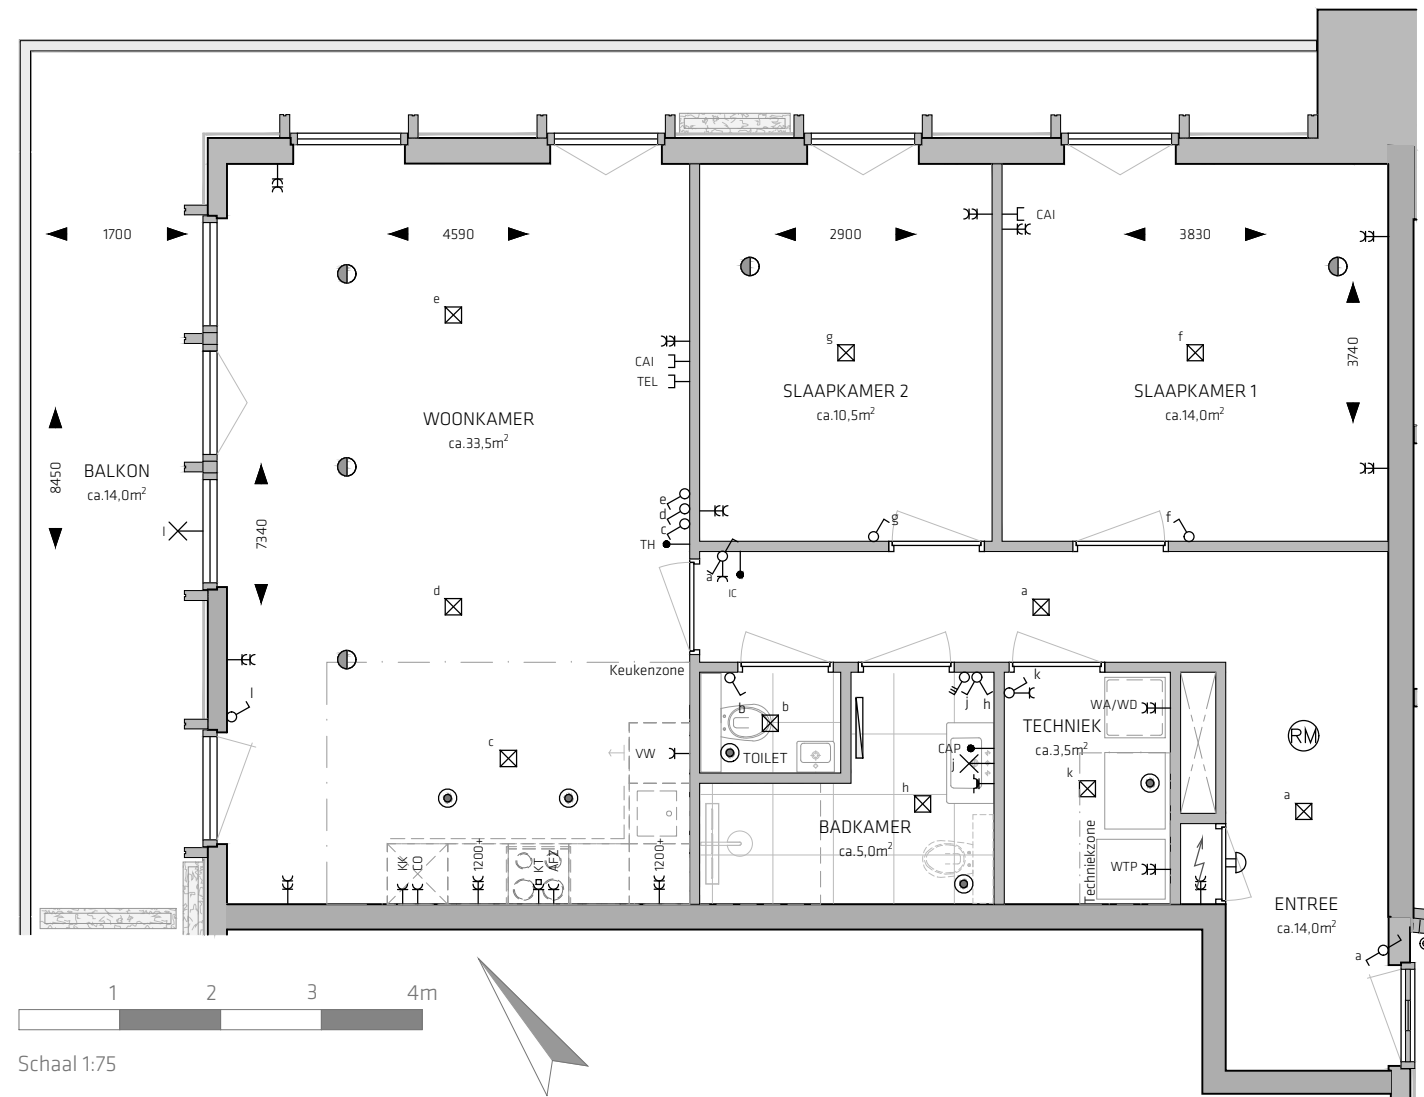 1700
4590
2900
CAI
3830
e
CAI
TEL
g
f
3740
SLAAPKAMER 2
ca.10,5m²
SLAAPKAMER 1
ca.14,0m²
WOONKAMER
ca.33,5m²
8450
BALKON
ca.14,0m²
l
7340
e
d
c
TH
g
f
a
IC
d
a
Keukenzone
l
b
b
TOILET
j
h
k
WA/WD
TECHNIEK
ca.3,5m²
RM
c
VW
CAP
j
h
k
a
BADKAMER
ca.5,0m²
KK
CO
1200+
KT
AFZ
1200+
Techniekzone
WTP
ENTREE
ca.14,0m²
a
1 2 3 4m
Schaal 1:75